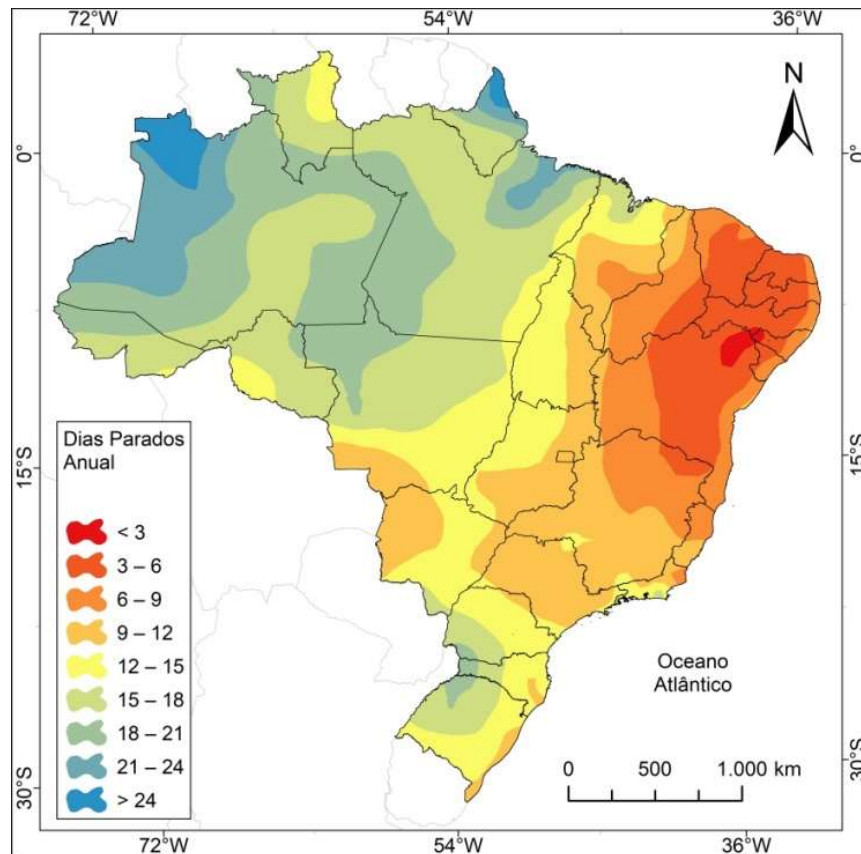 72°W 54°W 36°W
N
0° 0°
15°S 15°S
Dias Parados
Anual
< 3
3 – 6
6 – 9
9 – 12
12 – 15
15 – 18
18 – 21
21 – 24
> 24
Oceano
Atlântico
0 500 1.000 km
30°S 30°S
72°W 54°W 36°W